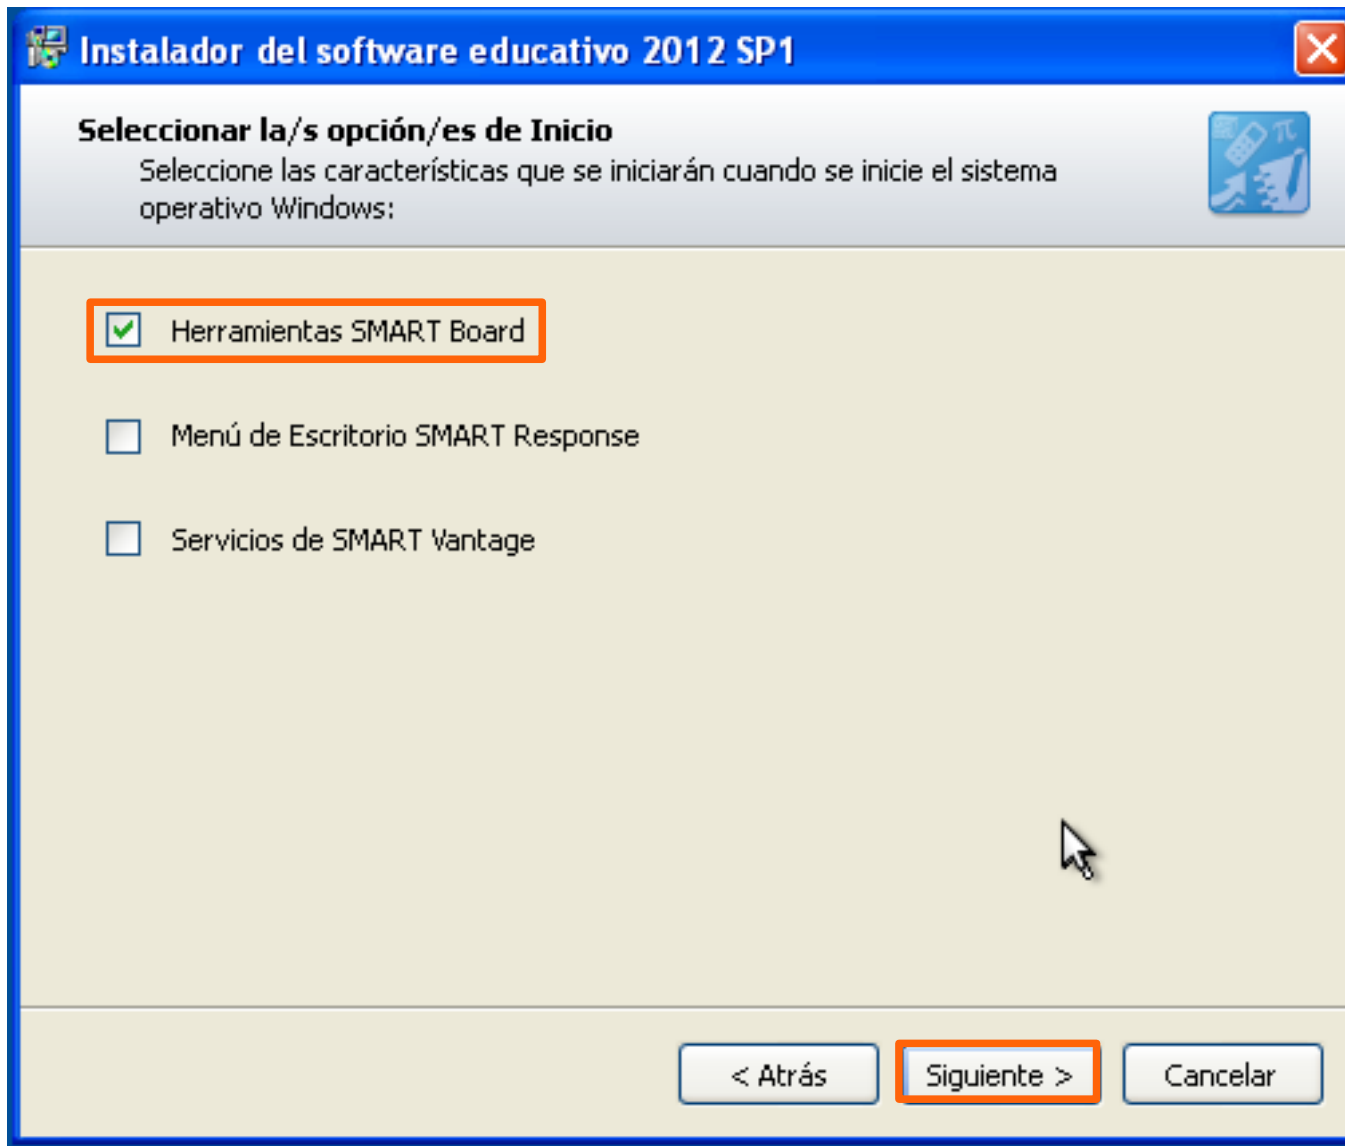 Instalador del software educativo 2012 SP1
Seleccionar la/s opción/es de Inicio
Seleccione las características que se iniciarán cuando se inicie el sistema
operativo Windows:
Herramientas SMART Board
Menú de Escritorio SMART Response
Servicios de SMART Vantage
< Atrás
Siguiente >
Cancelar